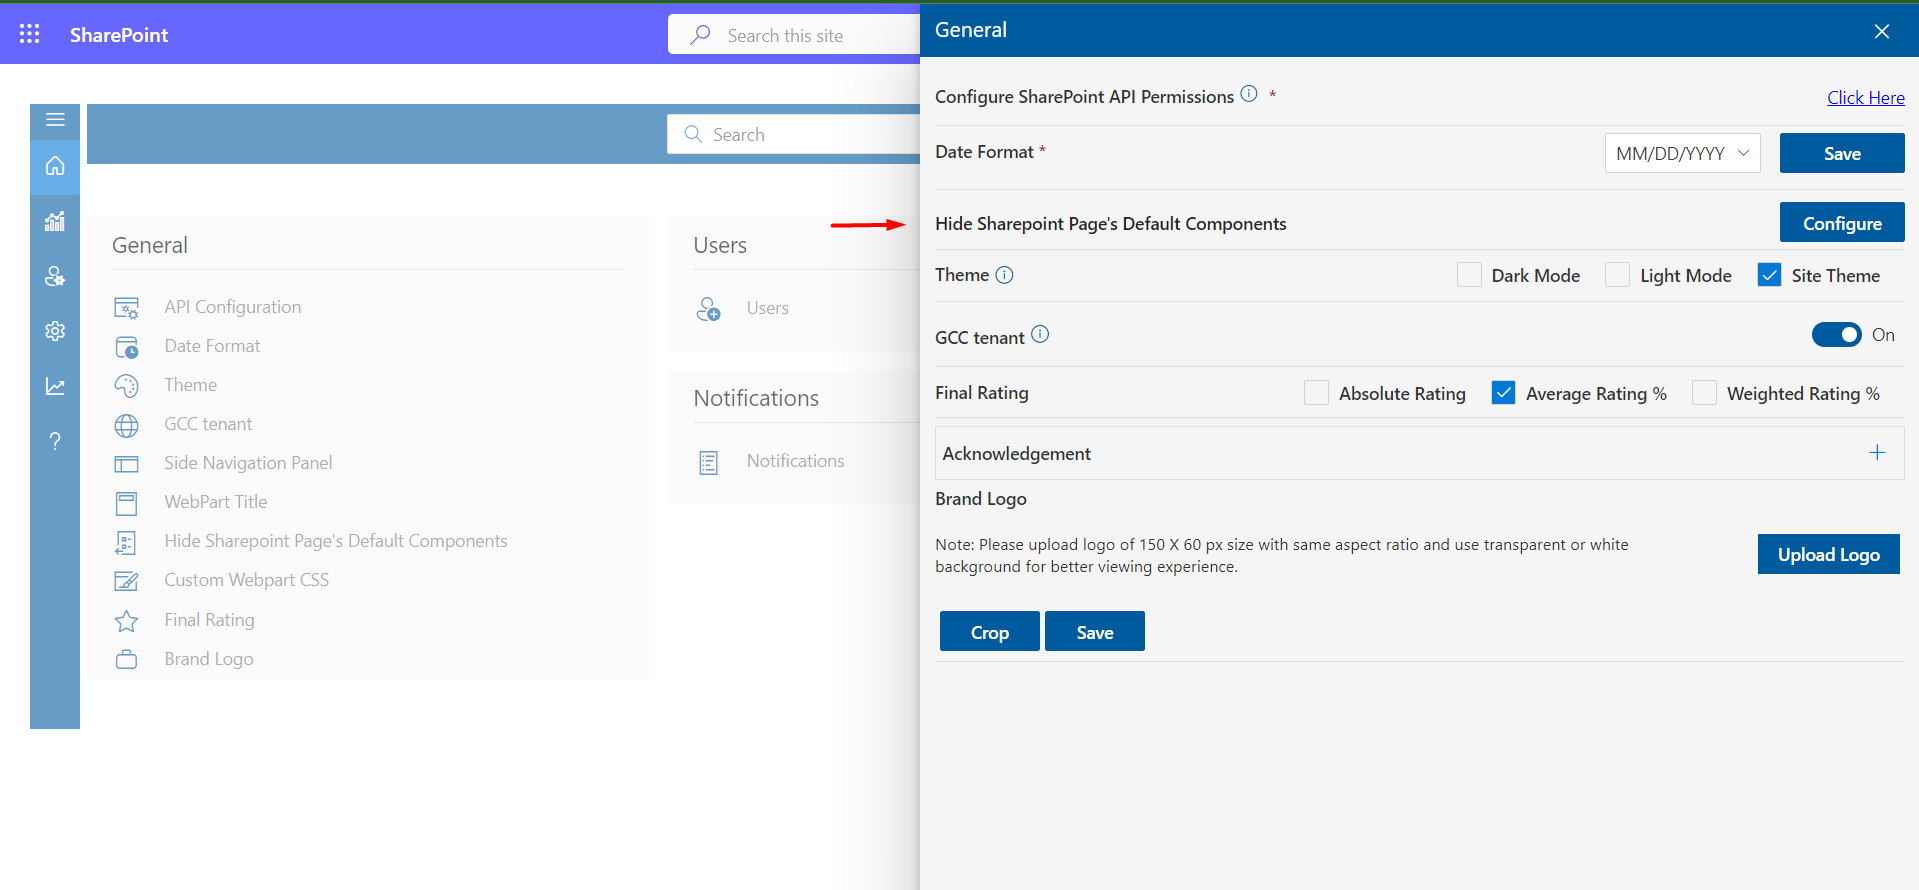 SharePoint
Search this site
Search
General
API Configuration
Date Format
Theme
GCC tenant
Side Navigation Panel
WebPart Title
Hide Sharepoint Page's Default Components
Custom Webpart CSS
Final Rating
Brand Logo
Users
Users
Notifications
Notifications
General
Configure SharePoint API Permissions *
Click Here
Date Format *
MM/DD/YYYY
Save
Hide Sharepoint Page's Default Components
Configure
Theme
Dark Mode
Light Mode
Site Theme
GCC tenant
On
Final Rating
Absolute Rating
Average Rating %
Weighted Rating %
Acknowledgement
Brand Logo
Note: Please upload logo of 150 X 60 px size with same aspect ratio and use transparent or white
background for better viewing experience.
Upload Logo
Crop
Save